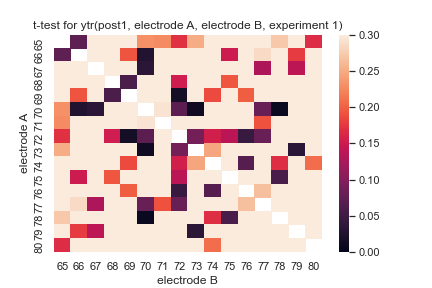 t-test for ytr(post1, electrode A, electrode B, experiment 1)
electrode A
65 66 67 68 69 70 71 72 73 74 75 76 77 78 79 80
65 66 67 68 69 70 71 72 73 74 75 76 77 78 79 80
electrode B
0.30
0.25
0.20
0.15
0.10
0.05
0.00